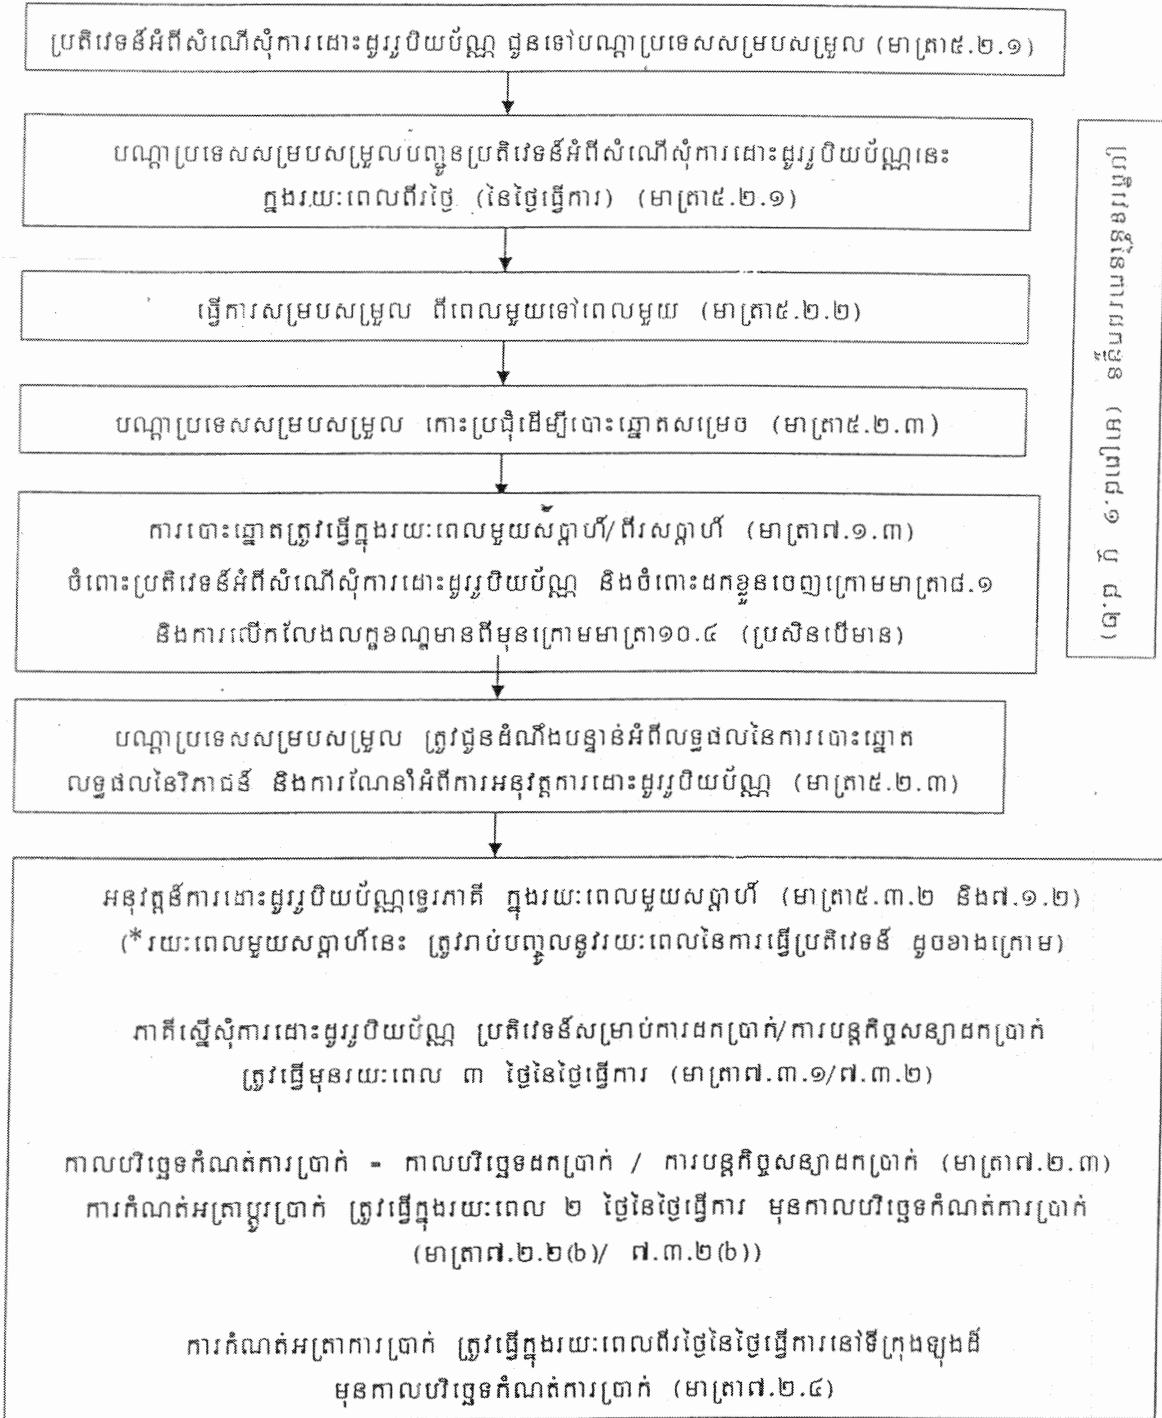 ប្រតិវេទន៍អំពីសំណើសុំការដោះដូររូបិយប័ណ្ណ ជូនទៅបណ្តាប្រទេសសម្របសម្រួល (មាត្រា៥.២.១)
បណ្តាប្រទេសសម្របសម្រួលបញ្ជូនប្រតិវេទន៍អំពីសំណើសុំការដោះដូររូបិយប័ណ្ណនេះ
ក្នុងរយៈពេលពីរថ្ងៃ (នៃថ្ងៃធ្វើការ) (មាត្រា៥.២.១)
ធ្វើការសម្របសម្រួល ពីពេលមួយទៅពេលមួយ (មាត្រា៥.២.២)
បណ្តាប្រទេសសម្របសម្រួល កោះប្រជុំដើម្បីបោះឆ្នោតសម្រេច (មាត្រា៥.២.៣)
ការបោះឆ្នោតត្រូវធ្វើក្នុងរយៈពេលមួយសប្តាហ៍/ពីរសប្តាហ៍ (មាត្រា៧.១.៣)
ចំពោះប្រតិវេទន៍អំពីសំណើសុំការដោះដូររូបិយប័ណ្ណ និងចំពោះដកខ្លួនចេញក្រោមមាត្រា៨.១
និងការលើកលែងលក្ខខណ្ឌមានពីមុនក្រោមមាត្រា១០.៤ (ប្រសិនបើមាន)
បណ្តាប្រទេសសម្របសម្រួល ត្រូវជូនដំណឹងបន្ទាន់អំពីលទ្ធផលនៃការបោះឆ្នោត
លទ្ធផលនៃវិភាជន៍ និងការណែនាំអំពីការអនុវត្តការដោះដូររូបិយប័ណ្ណ (មាត្រា៥.២.៣)
អនុវត្តន៍ការដោះដូររូបិយប័ណ្ណទ្វេរភាគី ក្នុងរយៈពេលមួយសប្តាហ៍ (មាត្រា៥.៣.២ និង៧.១.២)
(*រយៈពេលមួយសប្តាហ៍នេះ ត្រូវរាប់បញ្ចូលនូវរយៈពេលនៃការធ្វើប្រតិវេទន៍ ដូចខាងក្រោម)
ភាគីស្នើសុំការដោះដូររូបិយប័ណ្ណ ប្រតិវេទន៍សម្រាប់ការដកប្រាក់/ការបន្តកិច្ចសន្យាដកប្រាក់
ត្រូវធ្វើមុនរយៈពេល ៣ ថ្ងៃនៃថ្ងៃធ្វើការ (មាត្រា៧.៣.១/៧.៣.២)
កាលបរិច្ឆេទកំណត់ការប្រាក់ = កាលបរិច្ឆេទដកប្រាក់ / ការបន្តកិច្ចសន្យាដកប្រាក់ (មាត្រា៧.២.៣)
ការកំណត់អត្រាប្តូរប្រាក់ ត្រូវធ្វើក្នុងរយៈពេល ២ ថ្ងៃនៃថ្ងៃធ្វើការ មុនកាលបរិច្ឆេទកំណត់ការប្រាក់
(មាត្រា៧.២.២(b)/ ៧.៣.២(b))
ការកំណត់អត្រាការប្រាក់ ត្រូវធ្វើក្នុងរយៈពេលពីរថ្ងៃនៃថ្ងៃធ្វើការនៅទីក្រុងឡុងដ៍
មុនកាលបរិច្ឆេទកំណត់ការប្រាក់ (មាត្រា៧.២.៤)
ប្រតិវេទន៍នៃការដកខ្លួន (មាត្រា៨.១ ឬ ៨.២)